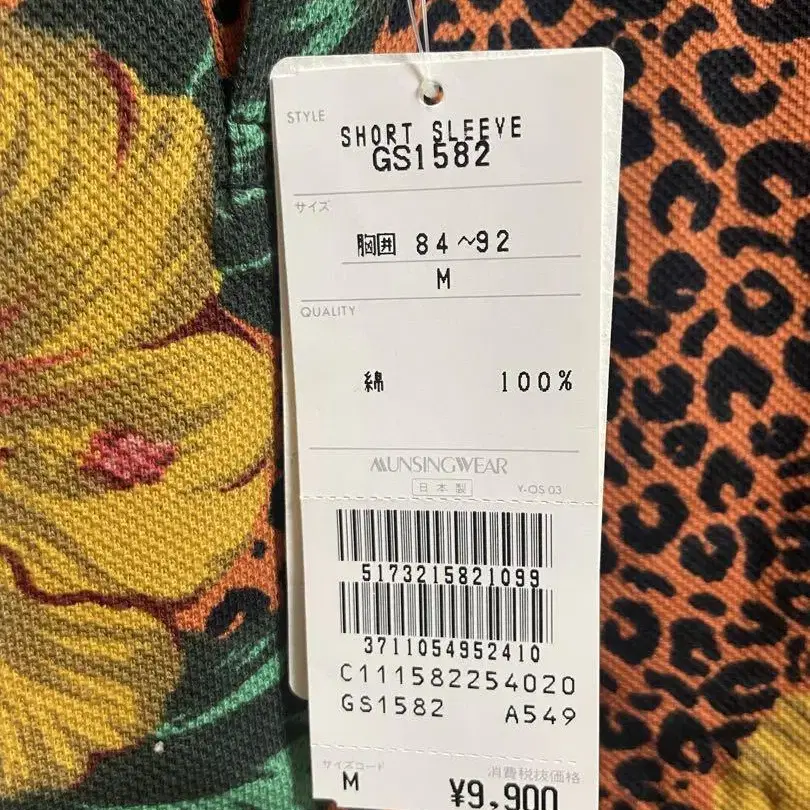 STYLE
SHORT SLEEVE
GS1582
サイズ
胸囲 84~92
M
QUALITY
綿 100%
MUNSINGWEAR
日本製 Y-OS 03
5173215821099
3711054952410
C111582254020
GS1582 A549
サイズコード 消費税抜価格
M ¥9,900